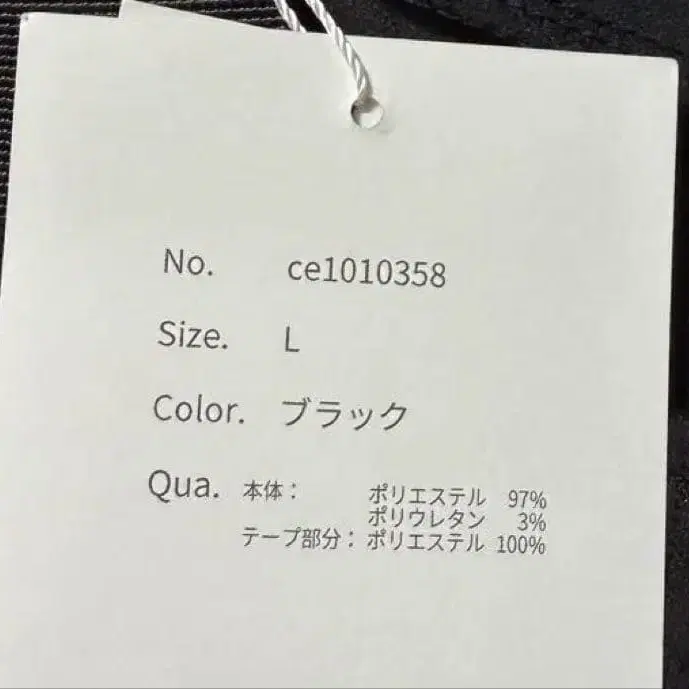 No. ce1010358
Size. L
Color. ブラック
Qua. 本体： ポリエステル 97%
ポリウレタン 3%
テープ部分： ポリエステル 100%